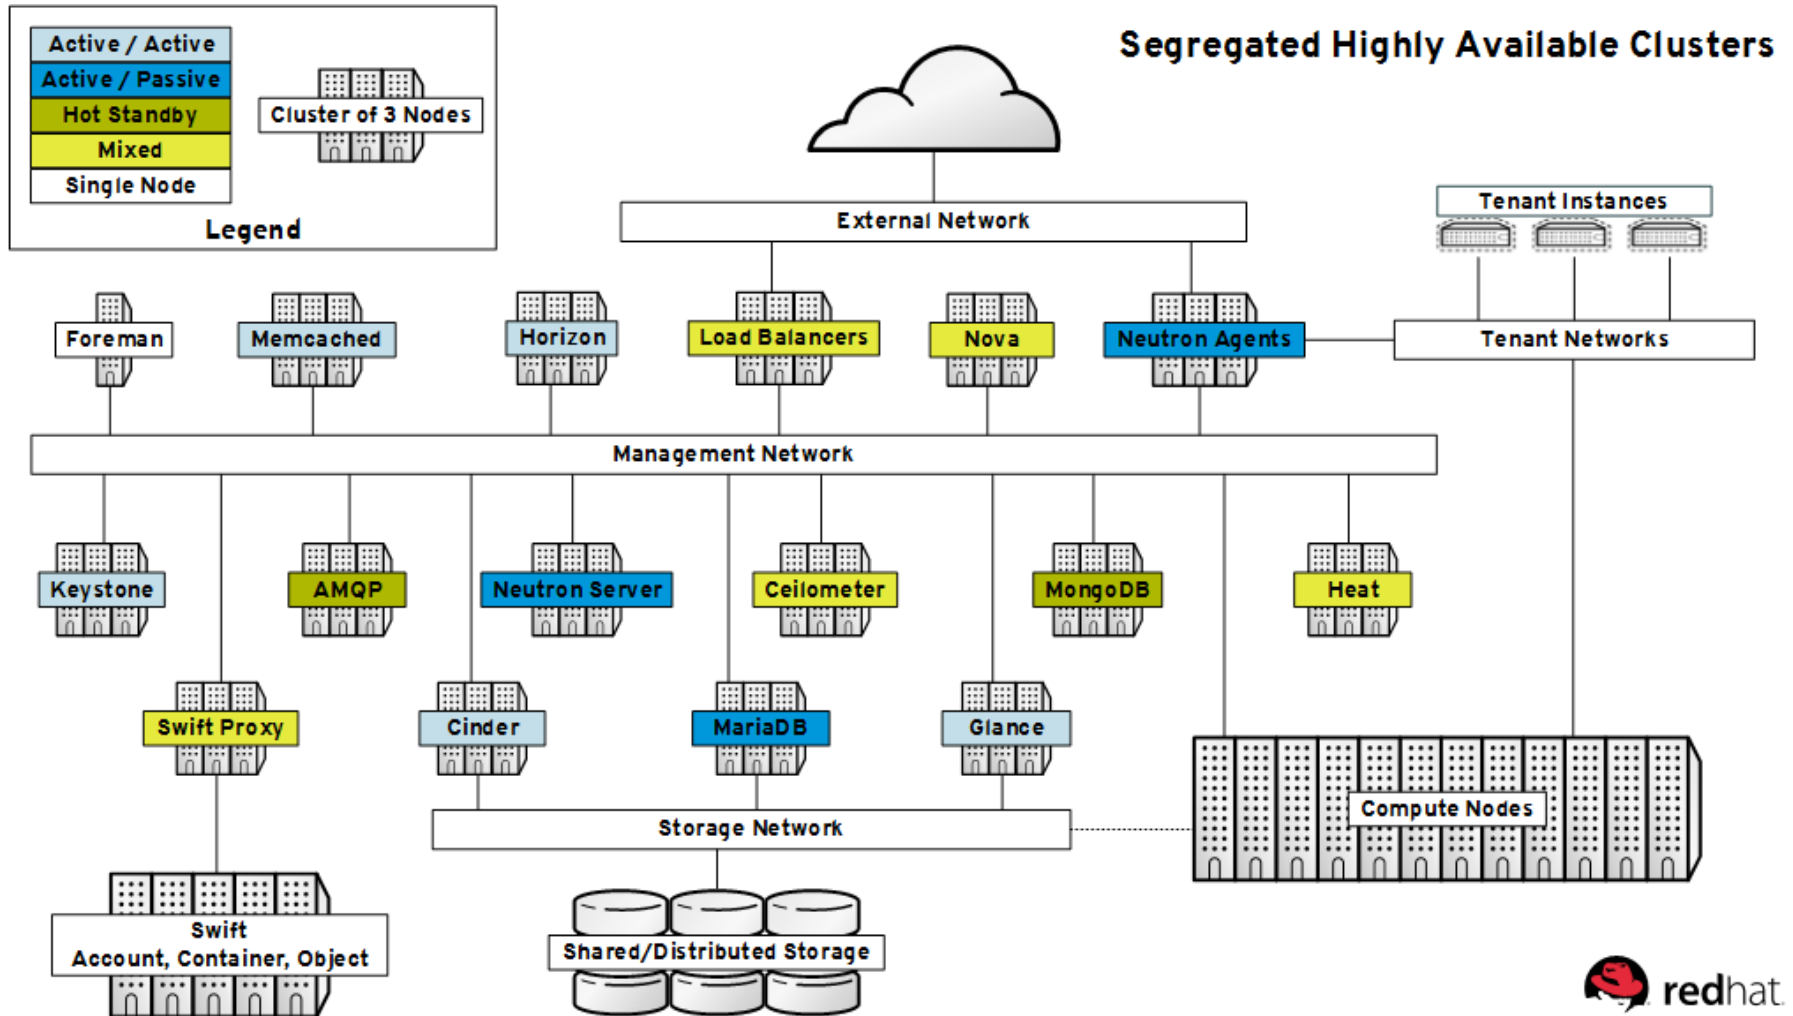 Segregated Highly Available Clusters
Active / Active
Active / Passive
Hot Standby
Mixed
Single Node
Cluster of 3 Nodes
Legend
External Network
Tenant Instances
Foreman
Memcached
Horizon
Load Balancers
Nova
Neutron Agents
Tenant Networks
Management Network
Keystone
AMQP
Neutron Server
Ceilometer
MongoDB
Heat
Swift Proxy
Cinder
MariaDB
Glance
Compute Nodes
Storage Network
Swift
Account, Container, Object
Shared/Distributed Storage
redhat.